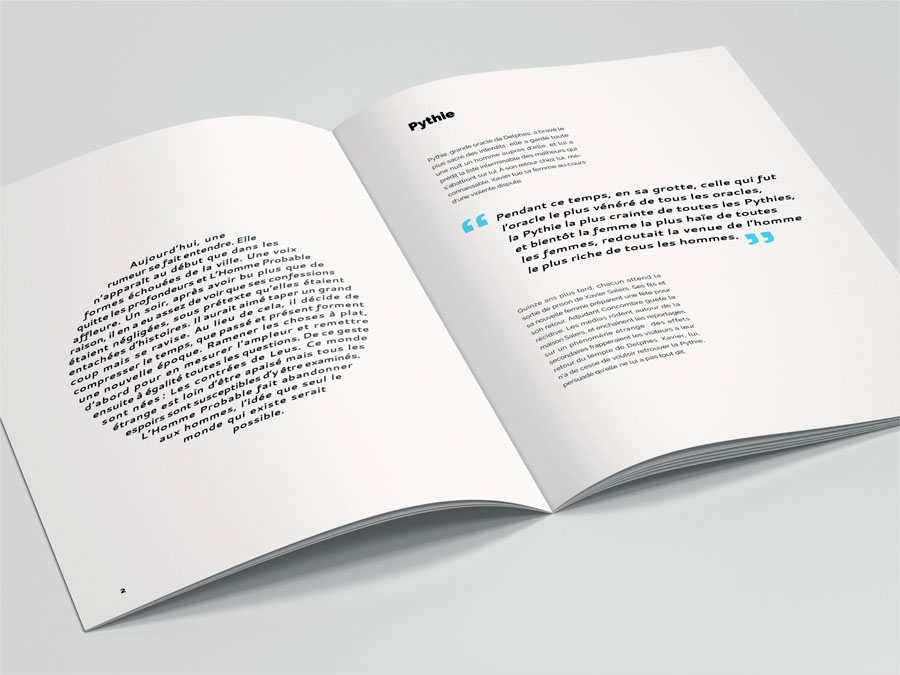 Aujourd'hui, une
rumeur se fait entendre. Elle
n'apparaît au début que dans les
formes échouées de la ville. Une voix
quitte les profondeurs et L'Homme Probable
affleure. Un soir, après avoir bu plus que de
raison, il en a eu assez de voir que ses confessions
étaient négligées, sous prétexte qu'elles étaient
entachées d'histoires. Il aurait aimé taper un grand
coup mais se ravise. Au lieu de cela, il décide de
compresser le temps, que passé et présent forment
une nouvelle époque. Ramener les choses à plat,
d'abord pour en mesurer l'ampleur et remettre
ensuite à égalité toutes les questions. De ce geste
sont nées : Les contrées de Leus. Ce monde
étrange est loin d'être apaisé mais tous les
espoirs sont susceptibles d'y être examinés.
L'Homme Probable fait abandonner
aux hommes, l'idée que seul le
monde qui existe serait
possible.
2
Pythie
Pythie, grande oracle de Delphes, a bravé le
plus sacré des interdits: elle a gardé toute
une nuit un homme auprès d'elle, et lui a
prédit la liste interminable des malheurs qui
s'abattront sur lui. À son retour chez lui, mé-
connaissable, Xavier tue sa femme au cours
d'une violente dispute.
“ Pendant ce temps, en sa grotte, celle qui fut
l'oracle le plus vénéré de tous les oracles,
la Pythie la plus crainte de toutes les Pythies,
et bientôt la femme la plus haïe de toutes
les femmes, redoutait la venue de l'homme
le plus riche de tous les hommes. ”
Quinze ans plus tard, chacun attend la
sortie de prison de Xavier Salers. Ses fils et
sa nouvelle femme préparent une fête pour
son retour. Adjudant Concombre guette la
récidive. Les médias rôdent autour de la
maison Salers, et enchaînent les reportages
sur un phénomène étrange : des effets
secondaires frapperaient les visiteurs à leur
retour du temple de Delphes. Xavier, lui,
n'a de cesse de vouloir retrouver la Pythie,
persuadé qu'elle ne lui a pas tout dit.